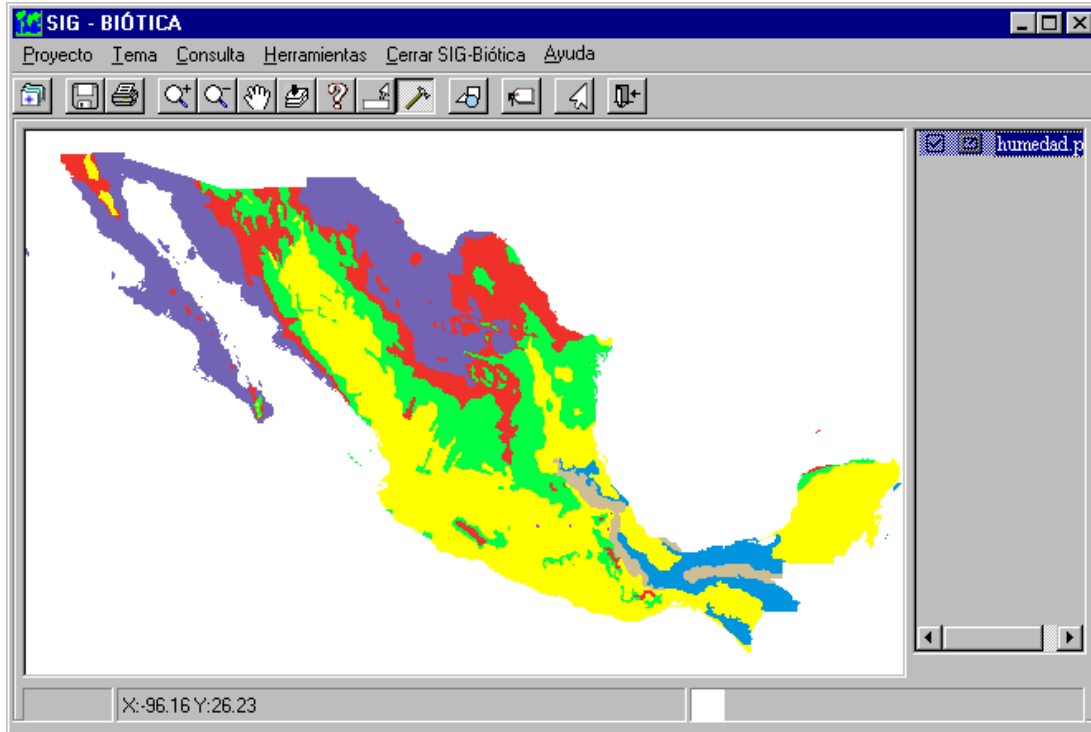 SIG - BIÓTICA
Proyecto Tema Consulta Herramientas Cerrar SIG-Biótica Ayuda
humedad.p
X:-96.16 Y:26.23